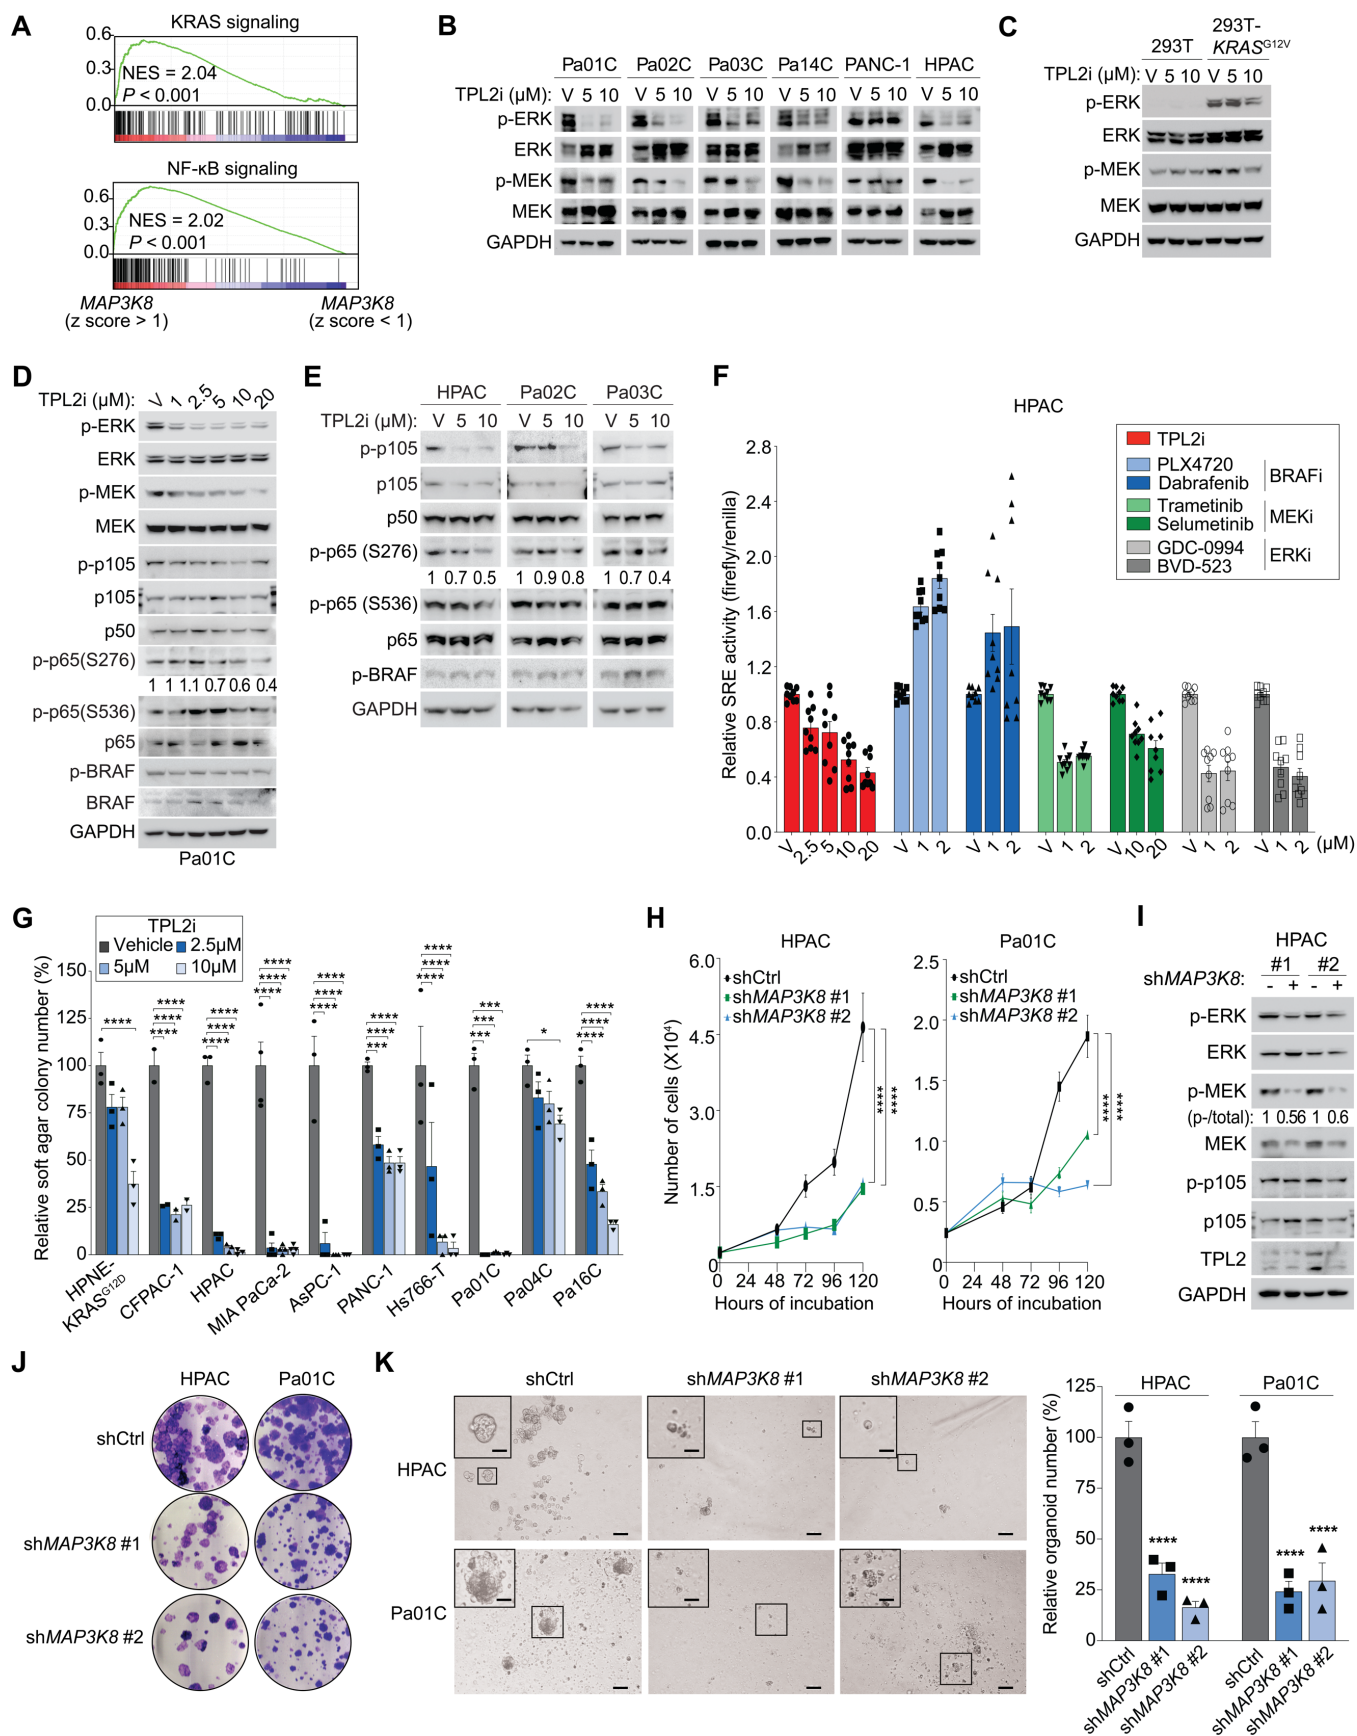 A
KRAS signaling
0.6
0.3
0.0
NES = 2.04
P < 0.001
NF-κB signaling
0.6
0.3
0.0
NES = 2.02
P < 0.001
MAP3K8
(z score > 1)
MAP3K8
(z score < 1)
B
Pa01C Pa02C Pa03C Pa14C PANC-1 HPAC
TPL2i (μM): V 5 10 V 5 10 V 5 10 V 5 10 V 5 10 V 5 10
p-ERK
ERK
p-MEK
MEK
GAPDH
C
293T-
293T KRASG12V
TPL2i (μM): V 5 10 V 5 10
p-ERK
ERK
p-MEK
MEK
GAPDH
D
TPL2i (μM): V 1 2.5 5 10 20
p-ERK
ERK
p-MEK
MEK
p-p105
p105
p50
p-p65(S276)
1 1 1.1 0.7 0.6 0.4
p-p65(S536)
p65
p-BRAF
BRAF
GAPDH
Pa01C
E
HPAC Pa02C Pa03C
TPL2i (μM): V 5 10 V 5 10 V 5 10
p-p105
p105
p50
p-p65 (S276)
1 0.7 0.5 1 0.9 0.8 1 0.7 0.4
p-p65 (S536)
p65
p-BRAF
GAPDH
F
HPAC
Relative SRE activity (firefly/renilla)
2.8
2.4
2.0
1.6
1.2
0.8
0.4
0.0
TPL2i
PLX4720
Dabrafenib
BRAFi
Trametinib
Selumetinib
MEKi
GDC-0994
BVD-523
ERKi
V 2.5 5 10 20 V 1 2 V 1 2 V 1 2 V 10 20 V 1 2 V 1 2 (μM)
G
TPL2i
Vehicle 2.5μM
5μM 10μM
Relative soft agar colony number (%)
150
125
100
75
50
25
0
****
**** **** ****
**** **** ****
**** **** ****
**** **** ****
**** **** ***
**** **** ****
*** *** ***
*
**** **** ****
HPNE-
KRASG12D
CFPAC-1
HPAC
MIA PaCa-2
AsPC-1
PANC-1
Hs766-T
Pa01C
Pa04C
Pa16C
H
HPAC
Number of cells (X10⁴)
6.0
4.5
3.0
1.5
0
shCtrl
shMAP3K8 #1
shMAP3K8 #2
****
****
0 24 48 72 96 120
Hours of incubation
Pa01C
2.5
2.0
1.5
1.0
0.5
0
shCtrl
shMAP3K8 #1
shMAP3K8 #2
****
****
0 24 48 72 96 120
Hours of incubation
I
HPAC
#1 #2
shMAP3K8: - + - +
p-ERK
ERK
p-MEK
(p-/total): 1 0.56 1 0.6
MEK
p-p105
p105
TPL2
GAPDH
J
HPAC Pa01C
shCtrl
shMAP3K8 #1
shMAP3K8 #2
K
shCtrl shMAP3K8 #1 shMAP3K8 #2
HPAC
Pa01C
Relative organoid number (%)
125
100
75
50
25
0
HPAC Pa01C
****
****
****
****
shCtrl
shMAP3K8 #1
shMAP3K8 #2
shCtrl
shMAP3K8 #1
shMAP3K8 #2